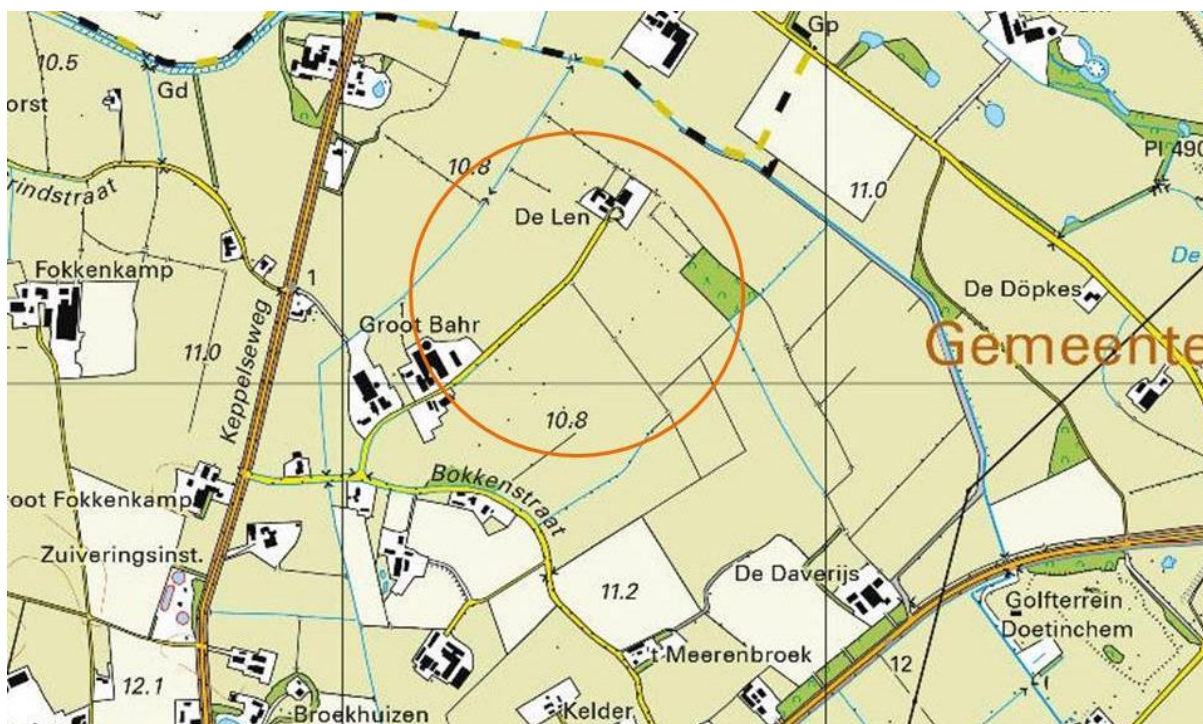 10.5
Gd
Gp
orst
rindstraat
10.8
11.0
Pl 490
De Len
De
Fokkenkamp
1
De Döpkes
Groot Bahr
11.0
Keppelseweg
Gemeente
10.8
Bokkenstraat
oot Fokkenkamp
Zuiveringsinst.
11.2
De Daverijs
Golfterrein
Doetinchem
't Meerenbroek
12
12.1
Broekhuizen
Kelder